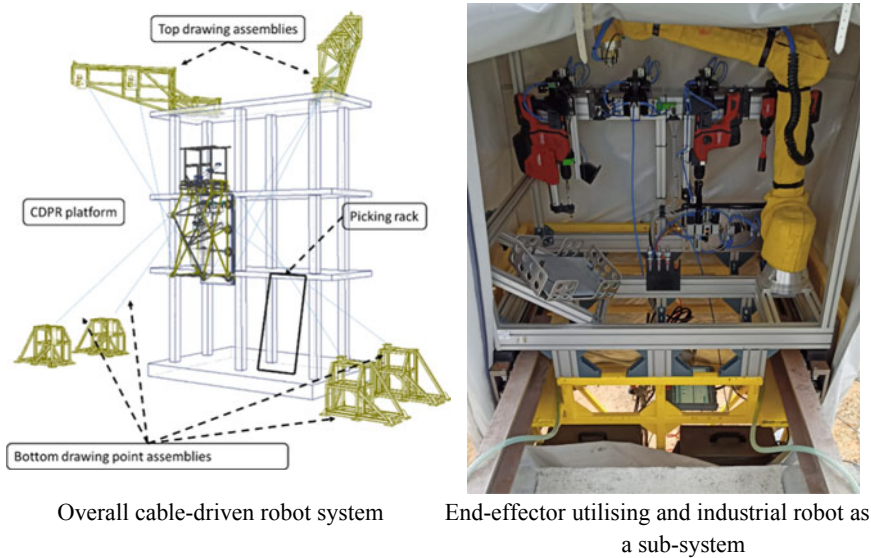 Top drawing assemblies
CDPR platform
Picking rack
Bottom drawing point assemblies
Overall cable-driven robot system
End-effector utilising and industrial robot as
a sub-system